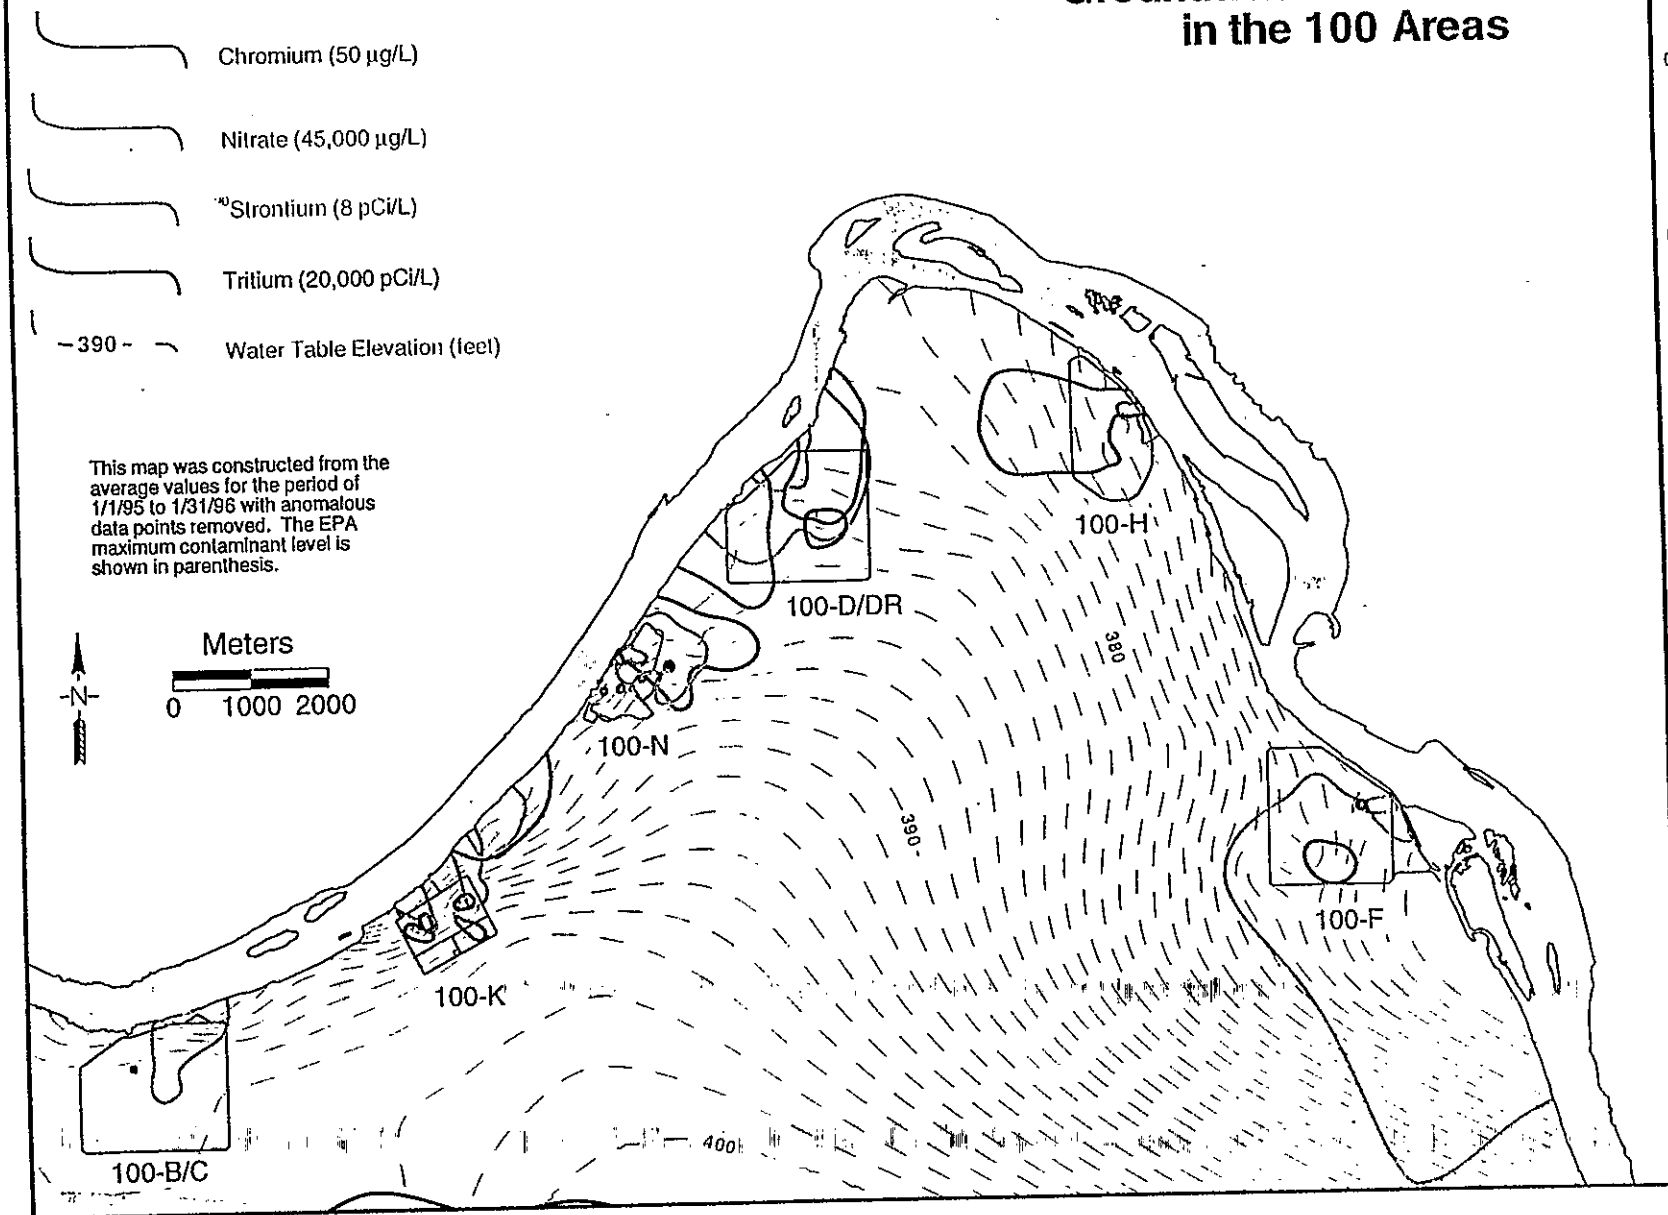 in the 100 Areas
Chromium (50 µg/L)
Nitrate (45,000 µg/L)
⁹⁰Strontium (8 pCi/L)
Tritium (20,000 pCi/L)
-390-
Water Table Elevation (feet)
This map was constructed from the
average values for the period of
1/1/95 to 1/31/96 with anomalous
data points removed. The EPA
maximum contaminant level is
shown in parenthesis.
-N-
Meters
0 1000 2000
100-H
100-D/DR
380
100-N
390
100-F
100-K
400
100-B/C